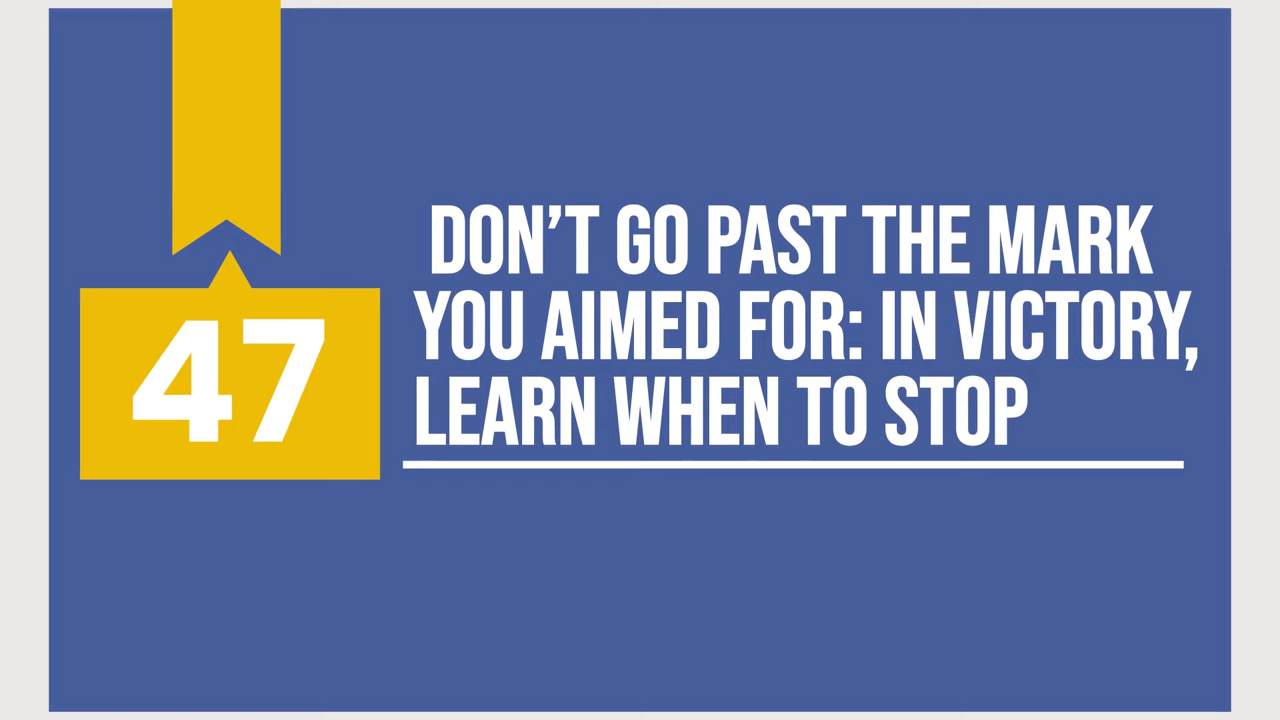 47
DON’T GO PAST THE MARK
YOU AIMED FOR: IN VICTORY,
LEARN WHEN TO STOP